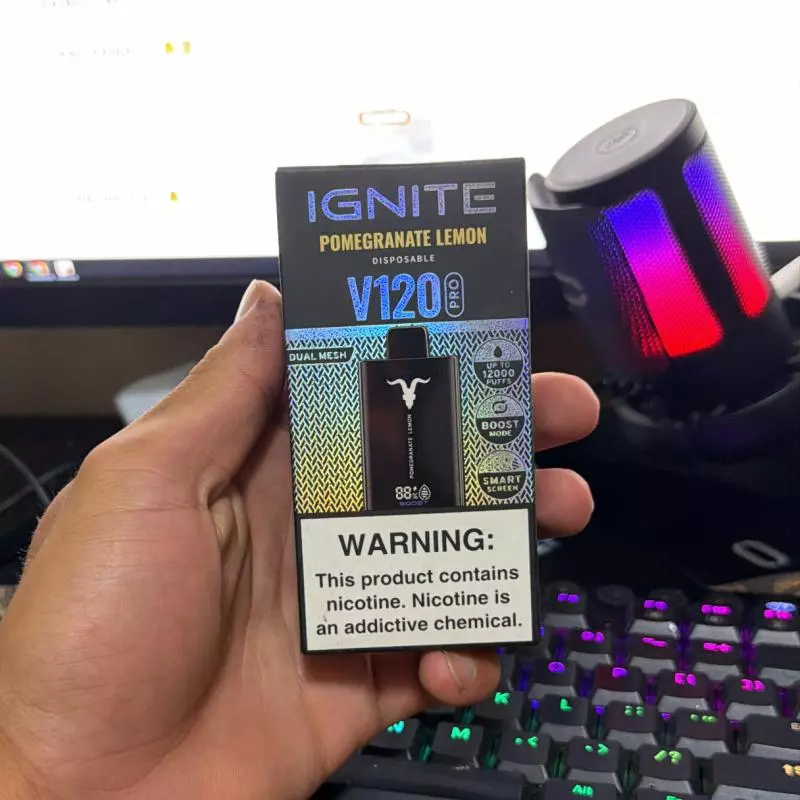 IGNITE
POMEGRANATE LEMON
DISPOSABLE
V120 PRO
DUAL MESH
UP TO
12000
PUFFS
BOOST
MODE
SMART
SCREEN
POMEGRANATE LEMON
88%
BOOST
WARNING:
This product contains
nicotine. Nicotine is
an addictive chemical.
K
L
N
M
Alt